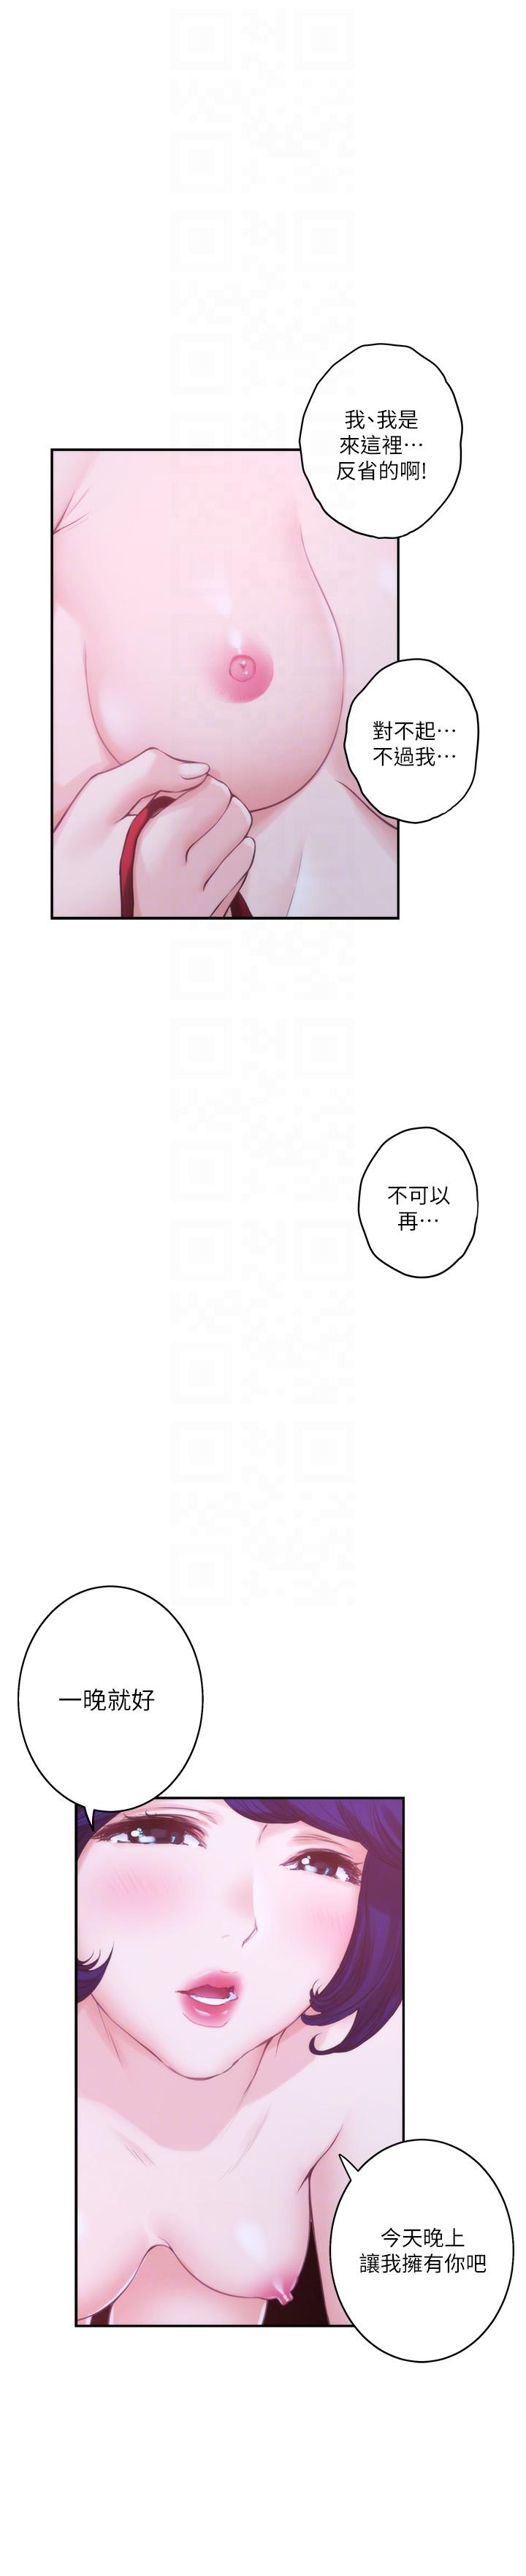 我、我是
來這裡…
反省的啊!
對不起…
不過我…
不可以
再…
一晚就好
今天晚上
讓我擁有你吧